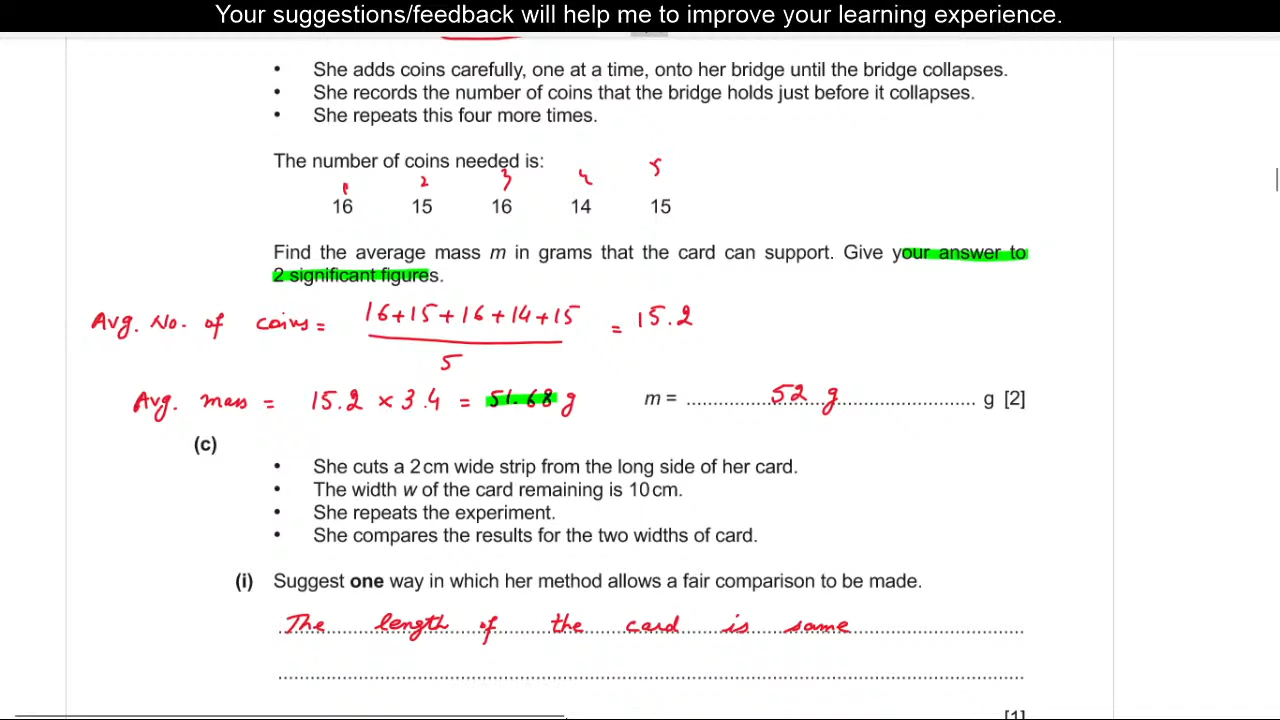 Your suggestions/feedback will help me to improve your learning experience.
• She adds coins carefully, one at a time, onto her bridge until the bridge collapses.
• She records the number of coins that the bridge holds just before it collapses.
• She repeats this four more times.
The number of coins needed is:
1 2 3 4 5
16 15 16 14 15
Find the average mass m in grams that the card can support. Give your answer to
2 significant figures.
Avg. No. of coins = 16+15+16+14+15 = 15.2
5
Avg. mass = 15.2 × 3.4 = 51.68 g m = ........52 g........ g [2]
(c)
• She cuts a 2 cm wide strip from the long side of her card.
• The width w of the card remaining is 10 cm.
• She repeats the experiment.
• She compares the results for the two widths of card.
(i) Suggest one way in which her method allows a fair comparison to be made.
The length of the card is same
[1]